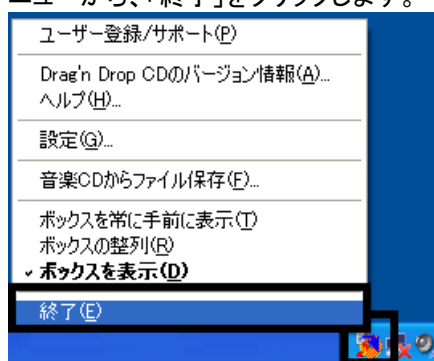 ニューから、「終了」をクリックします。
ユーザー登録/サポート(P)
Drag'n Drop CDのバージョン情報(A)...
ヘルプ(H)...
設定(G)...
音楽CDからファイル保存(F)...
ボックスを常に手前に表示(T)
ボックスの整列(R)
ボックスを表示(D)
終了(E)